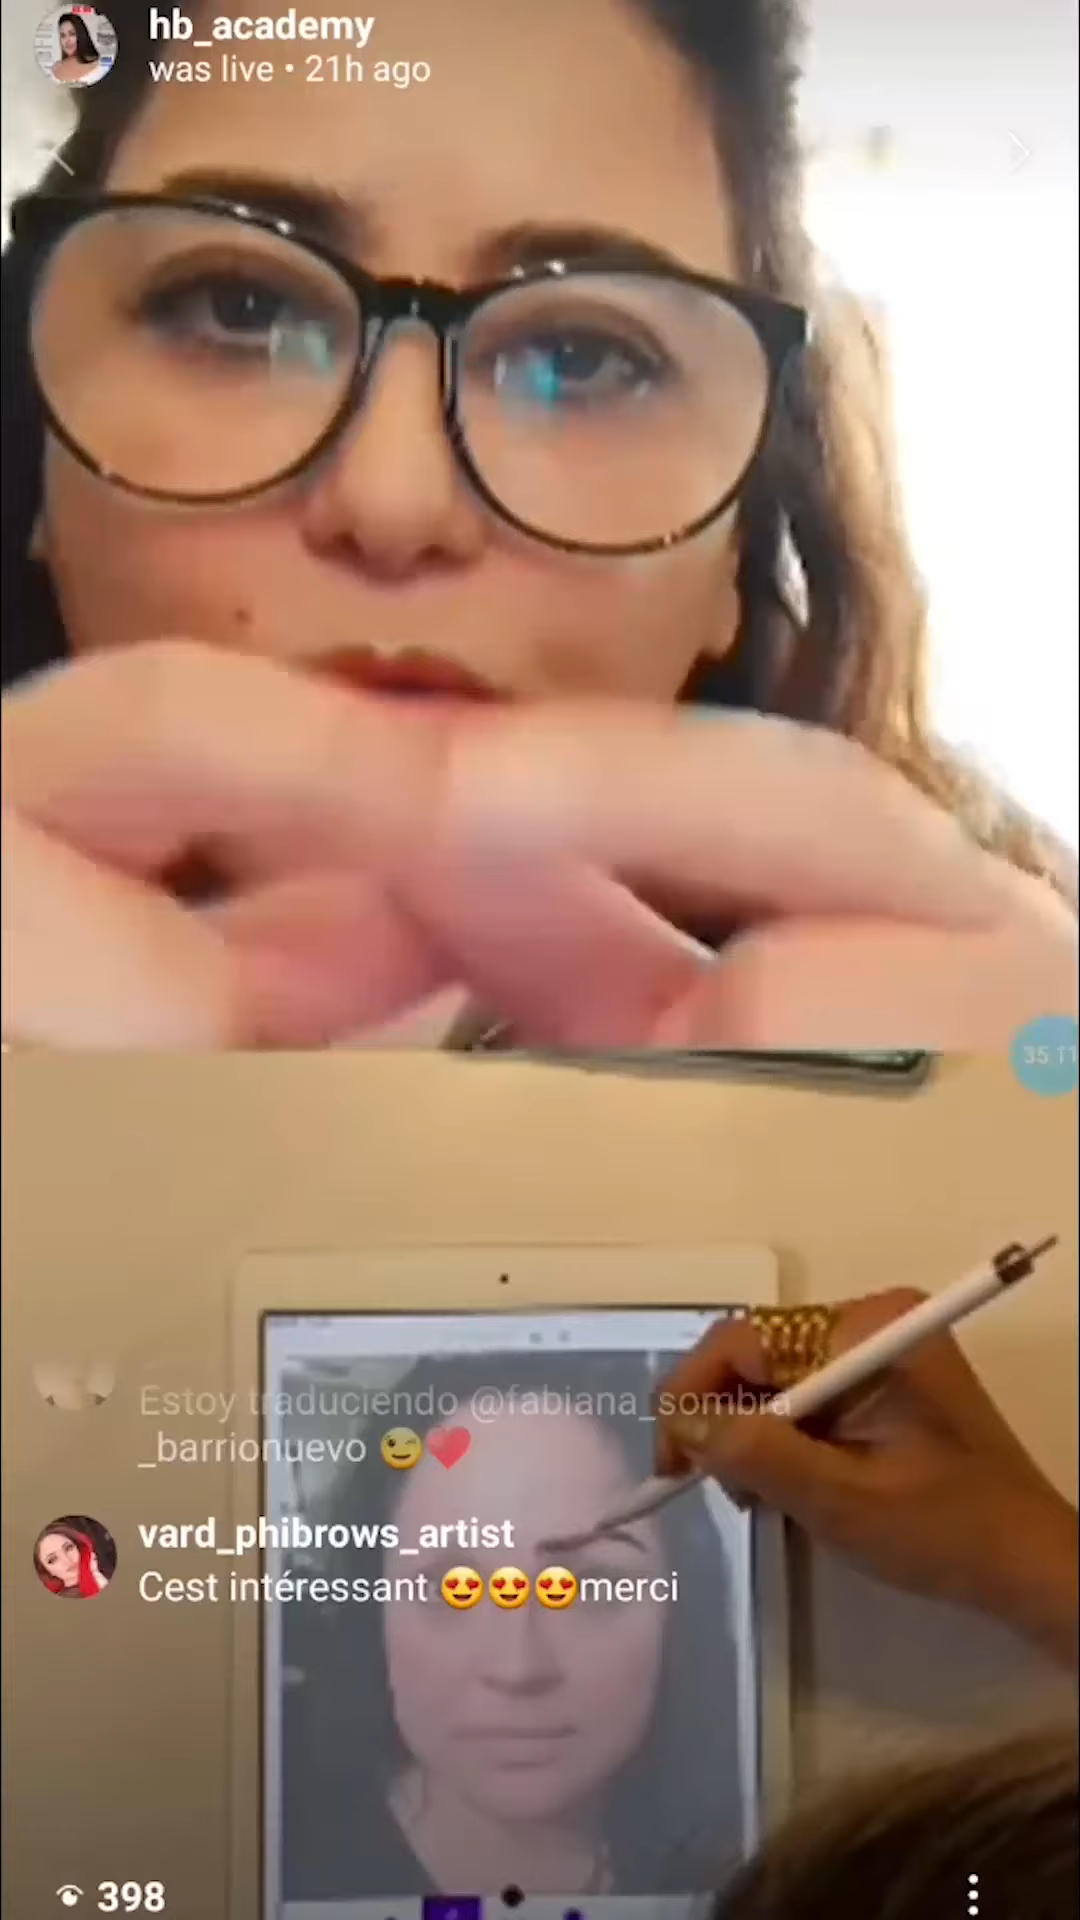 hb_academy
was live • 21h ago
35:11
Estoy traduciendo @fabiana_sombra
_barrionuevo 😉❤️
vard_phibrows_artist
Cest intéressant 😍😍😍merci
398